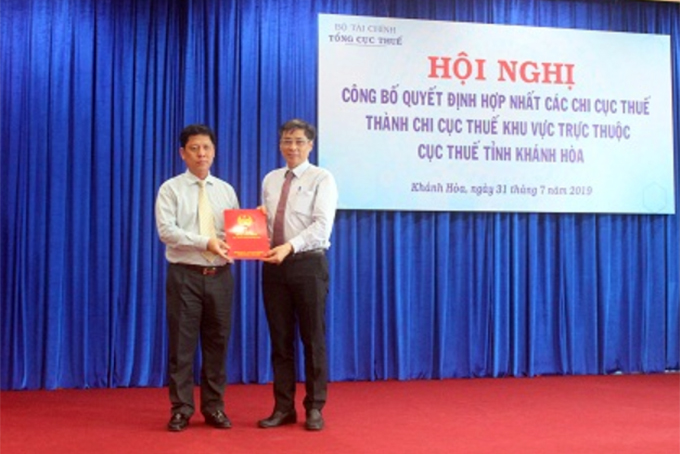 BỘ TÀI CHÍNH
TỔNG CỤC THUẾ
HỘI NGHỊ
CÔNG BỐ QUYẾT ĐỊNH HỢP NHẤT CÁC CHI CỤC THUẾ
THÀNH CHI CỤC THUẾ KHU VỰC TRỰC THUỘC
CỤC THUẾ TỈNH KHÁNH HÒA
Khánh Hòa, ngày 31 tháng 7 năm 2019